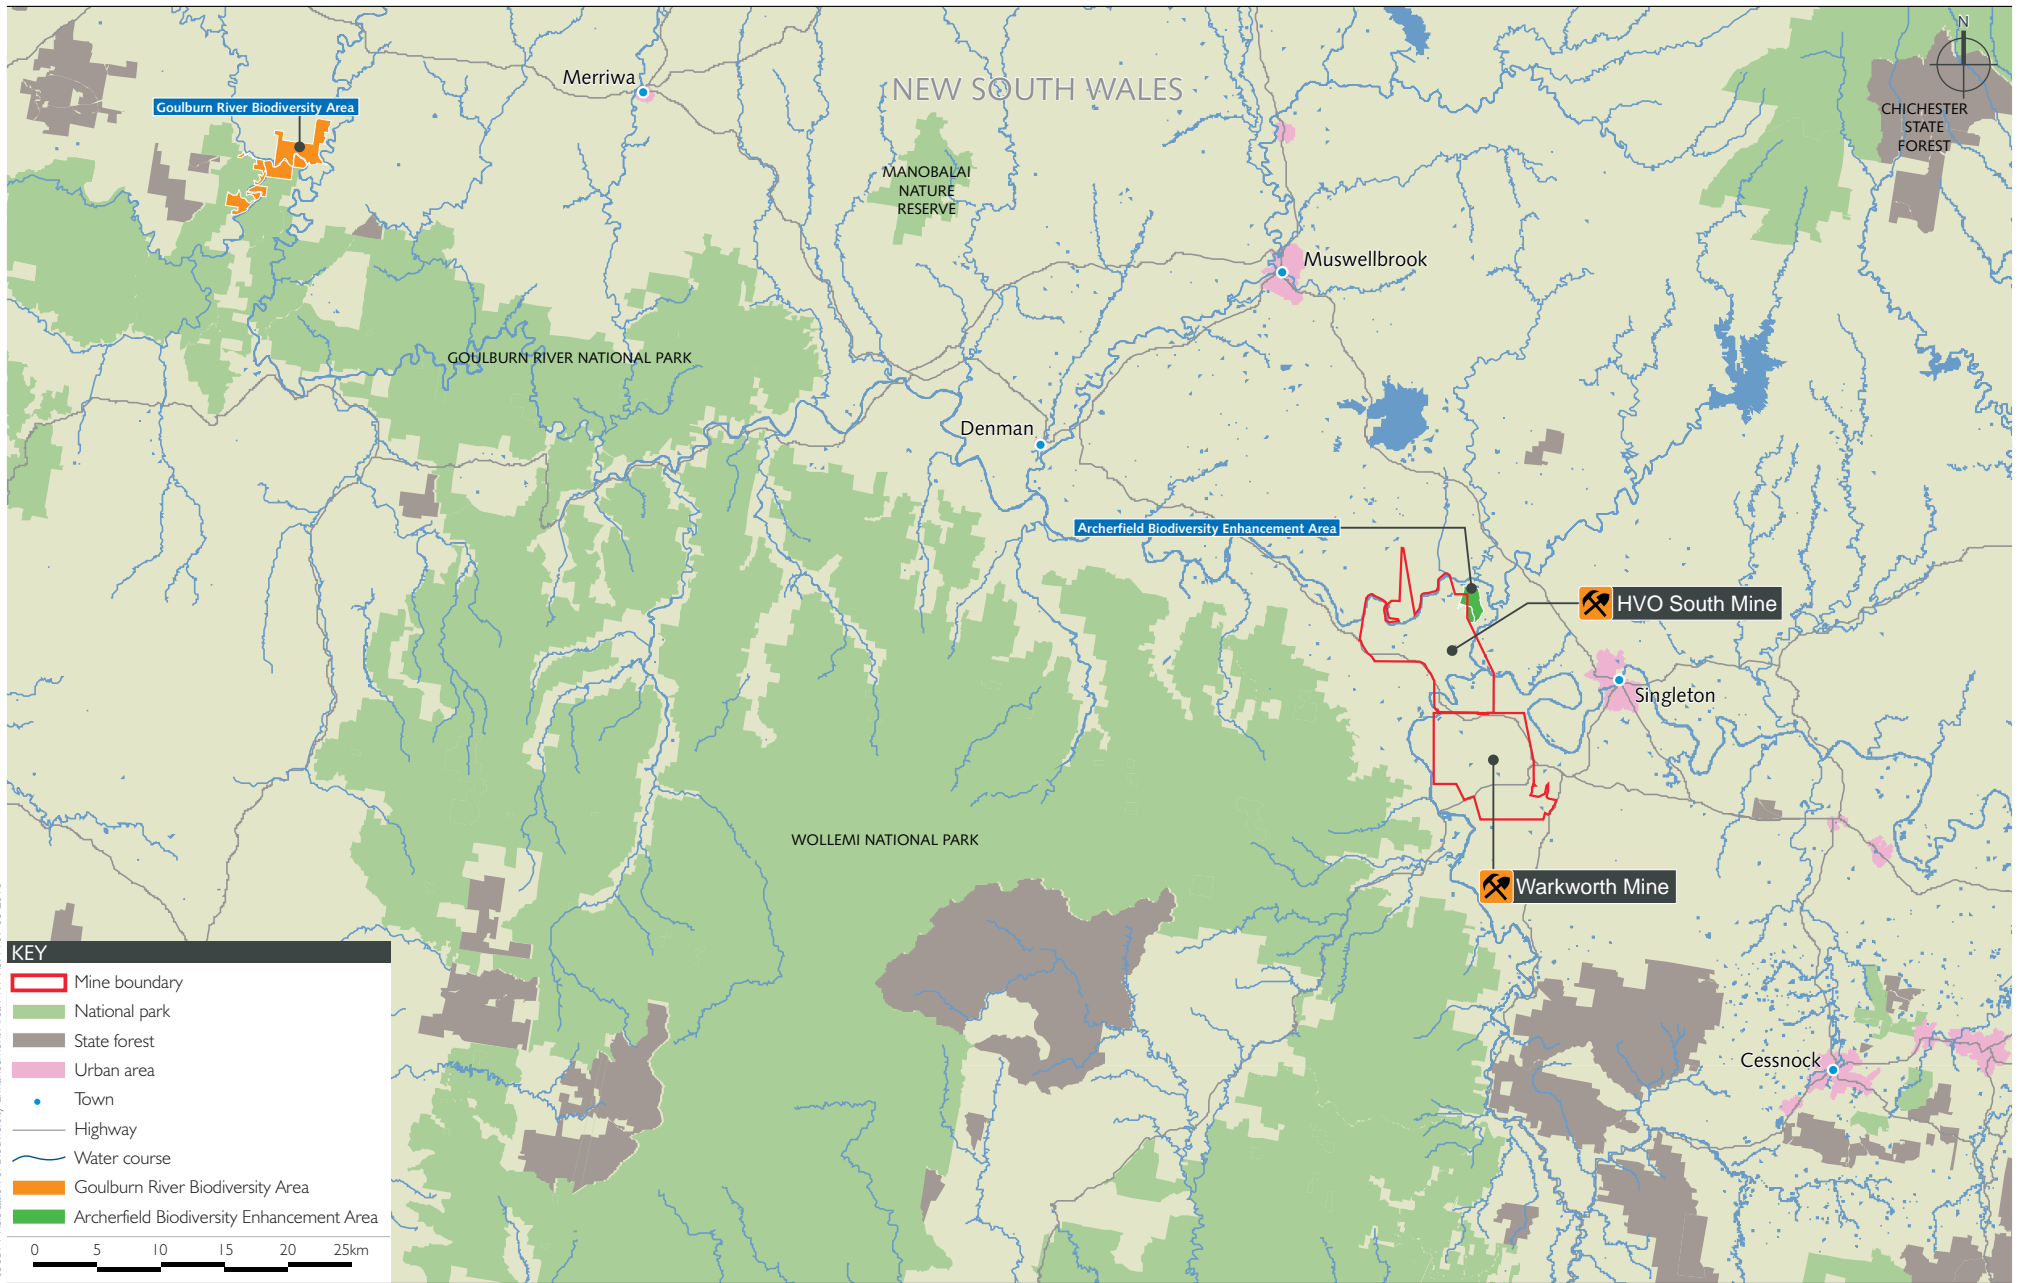 N
Merriwa
NEW SOUTH WALES
Goulburn River Biodiversity Area
CHICHESTER
STATE
FOREST
MANOBALAI
NATURE
RESERVE
Muswellbrook
GOULBURN RIVER NATIONAL PARK
Denman
Archerfield Biodiversity Enhancement Area
HVO South Mine
Singleton
WOLLEMI NATIONAL PARK
Warkworth Mine
Cessnock
KEY
Mine boundary
National park
State forest
Urban area
Town
Highway
Water course
Goulburn River Biodiversity Area
Archerfield Biodiversity Enhancement Area
0 5 10 15 20 25km